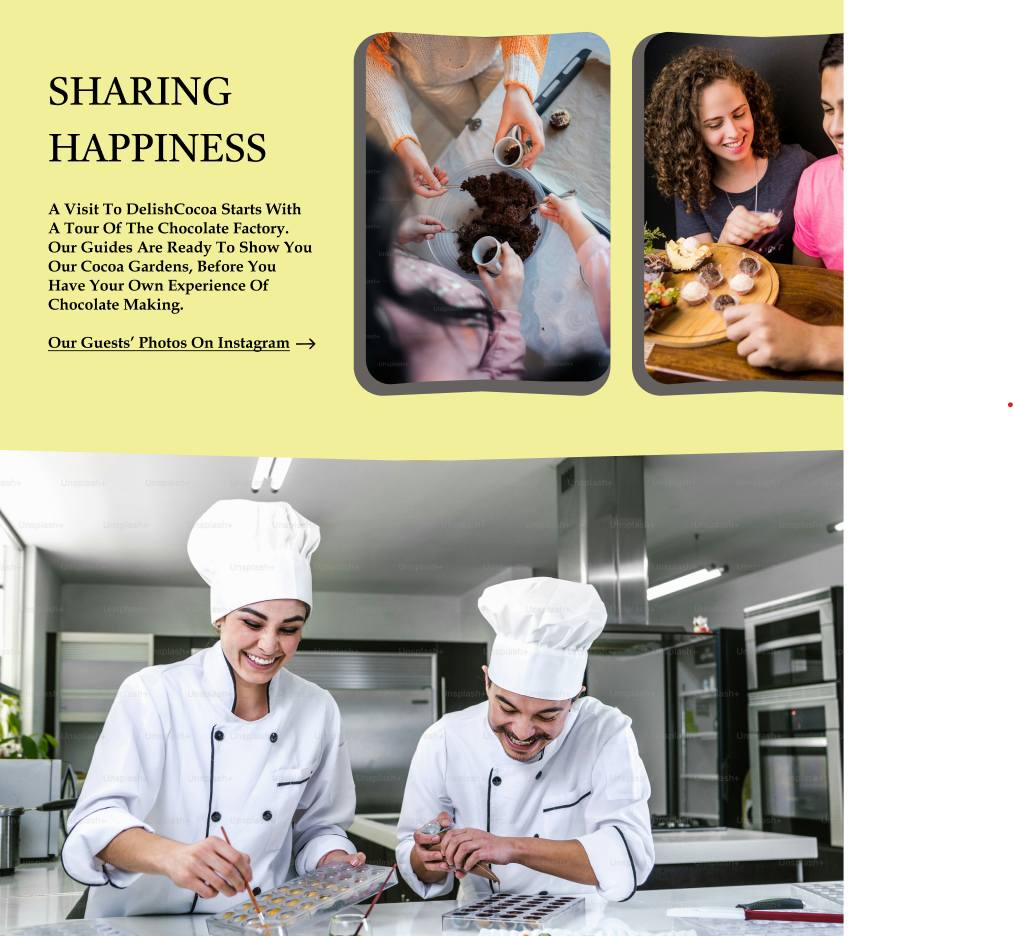 SHARING
HAPPINESS
A Visit To DelishCocoa Starts With
A Tour Of The Chocolate Factory.
Our Guides Are Ready To Show You
Our Cocoa Gardens, Before You
Have Your Own Experience Of
Chocolate Making.
Our Guests’ Photos On Instagram →
Unsplash+